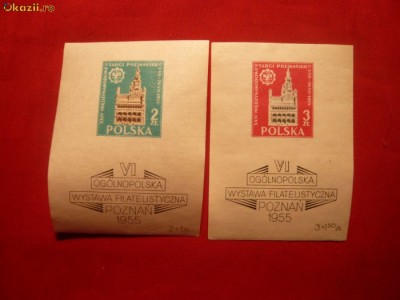 Okazii.ro
2
ZŁ
POLSKA
VI
OGÓLNOPOLSKA
WYSTAWA FILATELISTYCZNA
POZNAŃ
1955
3
ZŁ
POLSKA
VI
OGÓLNOPOLSKA
WYSTAWA FILATELISTYCZNA
POZNAŃ
1955